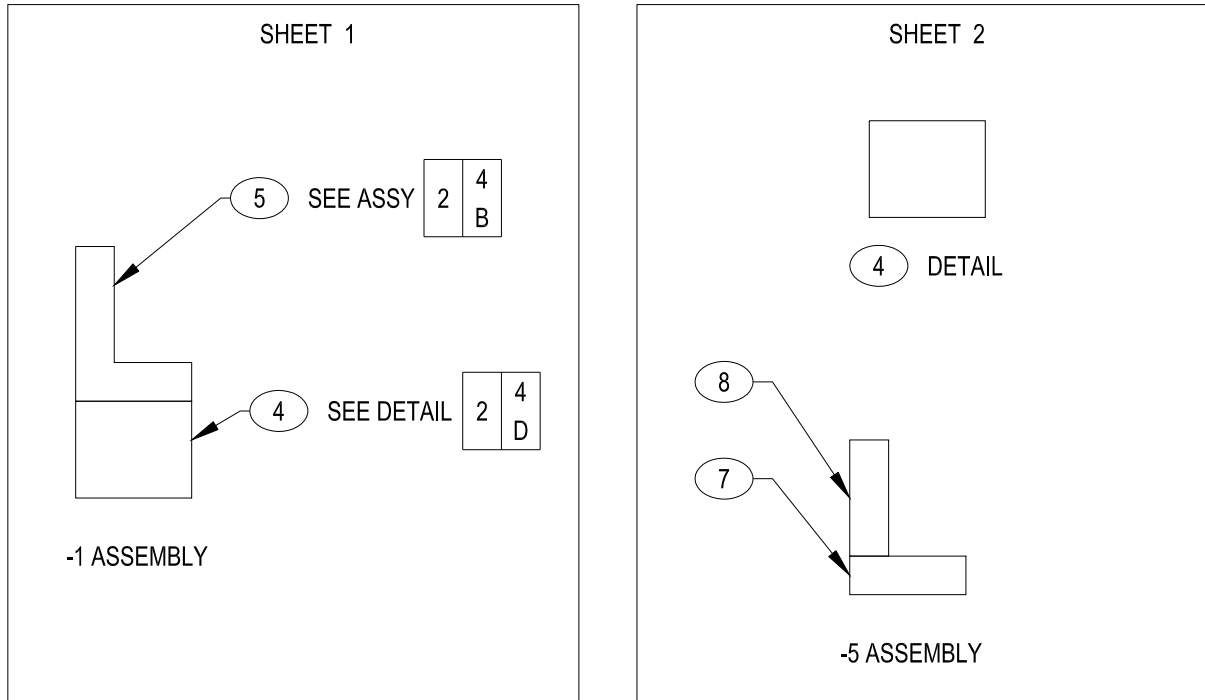 SHEET 1
5 SEE ASSY 2 4 B
4 SEE DETAIL 2 4 D
-1 ASSEMBLY
SHEET 2
4 DETAIL
8
7
-5 ASSEMBLY